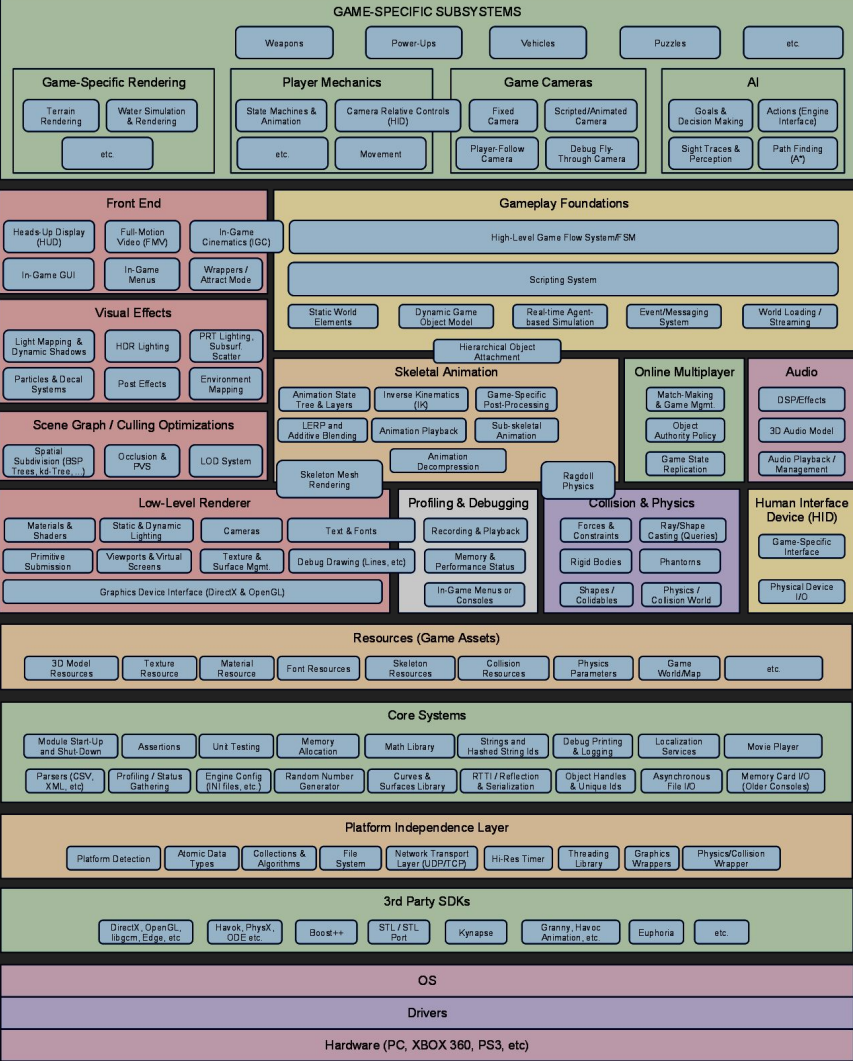 GAME-SPECIFIC SUBSYSTEMS
Weapons
Power-Ups
Vehicles
Puzzles
etc.
Game-Specific Rendering
Terrain
Rendering
Water Simulation
& Rendering
etc.
Player Mechanics
State Machines &
Animation
Camera Relative Controls
(HID)
etc.
Movement
Game Cameras
Fixed
Camera
Scripted/Animated
Camera
Player-Follow
Camera
Debug Fly-
Through Camera
AI
Goals &
Decision Making
Actions (Engine
Interface)
Sight Traces &
Perception
Path Finding
(A*)
Front End
Heads-Up Display
(HUD)
Full-Motion
Video (FMV)
In-Game
Cinematics (IGC)
In-Game GUI
In-Game
Menus
Wrappers /
Attract Mode
Gameplay Foundations
High-Level Game Flow System/FSM
Scripting System
Static World
Elements
Dynamic Game
Object Model
Real-time Agent-
based Simulation
Event/Messaging
System
World Loading /
Streaming
Hierarchical Object
Attachment
Visual Effects
Light Mapping &
Dynamic Shadows
HDR Lighting
PRT Lighting,
Subsurf.
Scatter
Particles & Decal
Systems
Post Effects
Environment
Mapping
Skeletal Animation
Animation State
Tree & Layers
Inverse Kinematics
(IK)
Game-Specific
Post-Processing
LERP and
Additive Blending
Animation Playback
Sub-skeletal
Animation
Animation
Decompression
Skeleton Mesh
Rendering
Ragdoll
Physics
Online Multiplayer
Match-Making
& Game Mgmt.
Object
Authority Policy
Game State
Replication
Audio
DSP/Effects
3D Audio Model
Audio Playback /
Management
Scene Graph / Culling Optimizations
Spatial
Subdivision (BSP
Trees, kd-Tree,...)
Occlusion &
PVS
LOD System
Low-Level Renderer
Materials &
Shaders
Static & Dynamic
Lighting
Cameras
Text & Fonts
Primitive
Submission
Viewports & Virtual
Screens
Texture &
Surface Mgmt.
Debug Drawing (Lines, etc)
Graphics Device Interface (DirectX & OpenGL)
Profiling & Debugging
Recording & Playback
Memory &
Performance Status
In-Game Menus or
Consoles
Collision & Physics
Forces &
Constraints
Ray/Shape
Casting (Queries)
Rigid Bodies
Phantorns
Shapes /
Colidables
Physics /
Collision World
Human Interface
Device (HID)
Game-Specific
Interface
Physical Device
I/O
Resources (Game Assets)
3D Model
Resources
Texture
Resource
Material
Resource
Font Resources
Skeleton
Resources
Collision
Resources
Physics
Parameters
Game
World/Map
etc.
Core Systems
Module Start-Up
and Shut-Down
Assertions
Unit Testing
Memory
Allocation
Math Library
Strings and
Hashed String Ids
Debug Printing
& Logging
Localization
Services
Movie Player
Parsers (CSV,
XML, etc)
Profiling / Status
Gathering
Engine Config
(INI files, etc.)
Random Number
Generator
Curves &
Surfaces Library
RTTI / Reflection
& Serialization
Object Handles
& Unique Ids
Asynchronous
File I/O
Memory Card I/O
(Older Consoles)
Platform Independence Layer
Platform Detection
Atomic Data
Types
Collections &
Algorithms
File
System
Network Transport
Layer (UDP/TCP)
Hi-Res Timer
Threading
Library
Graphics
Wrappers
Physics/Collision
Wrapper
3rd Party SDKs
DirectX, OpenGL,
libgcm, Edge, etc
Havok, PhysX,
ODE etc.
Boost++
STL / STL
Port
Kynapse
Granny, Havoc
Animation, etc.
Euphoria
etc.
OS
Drivers
Hardware (PC, XBOX 360, PS3, etc)